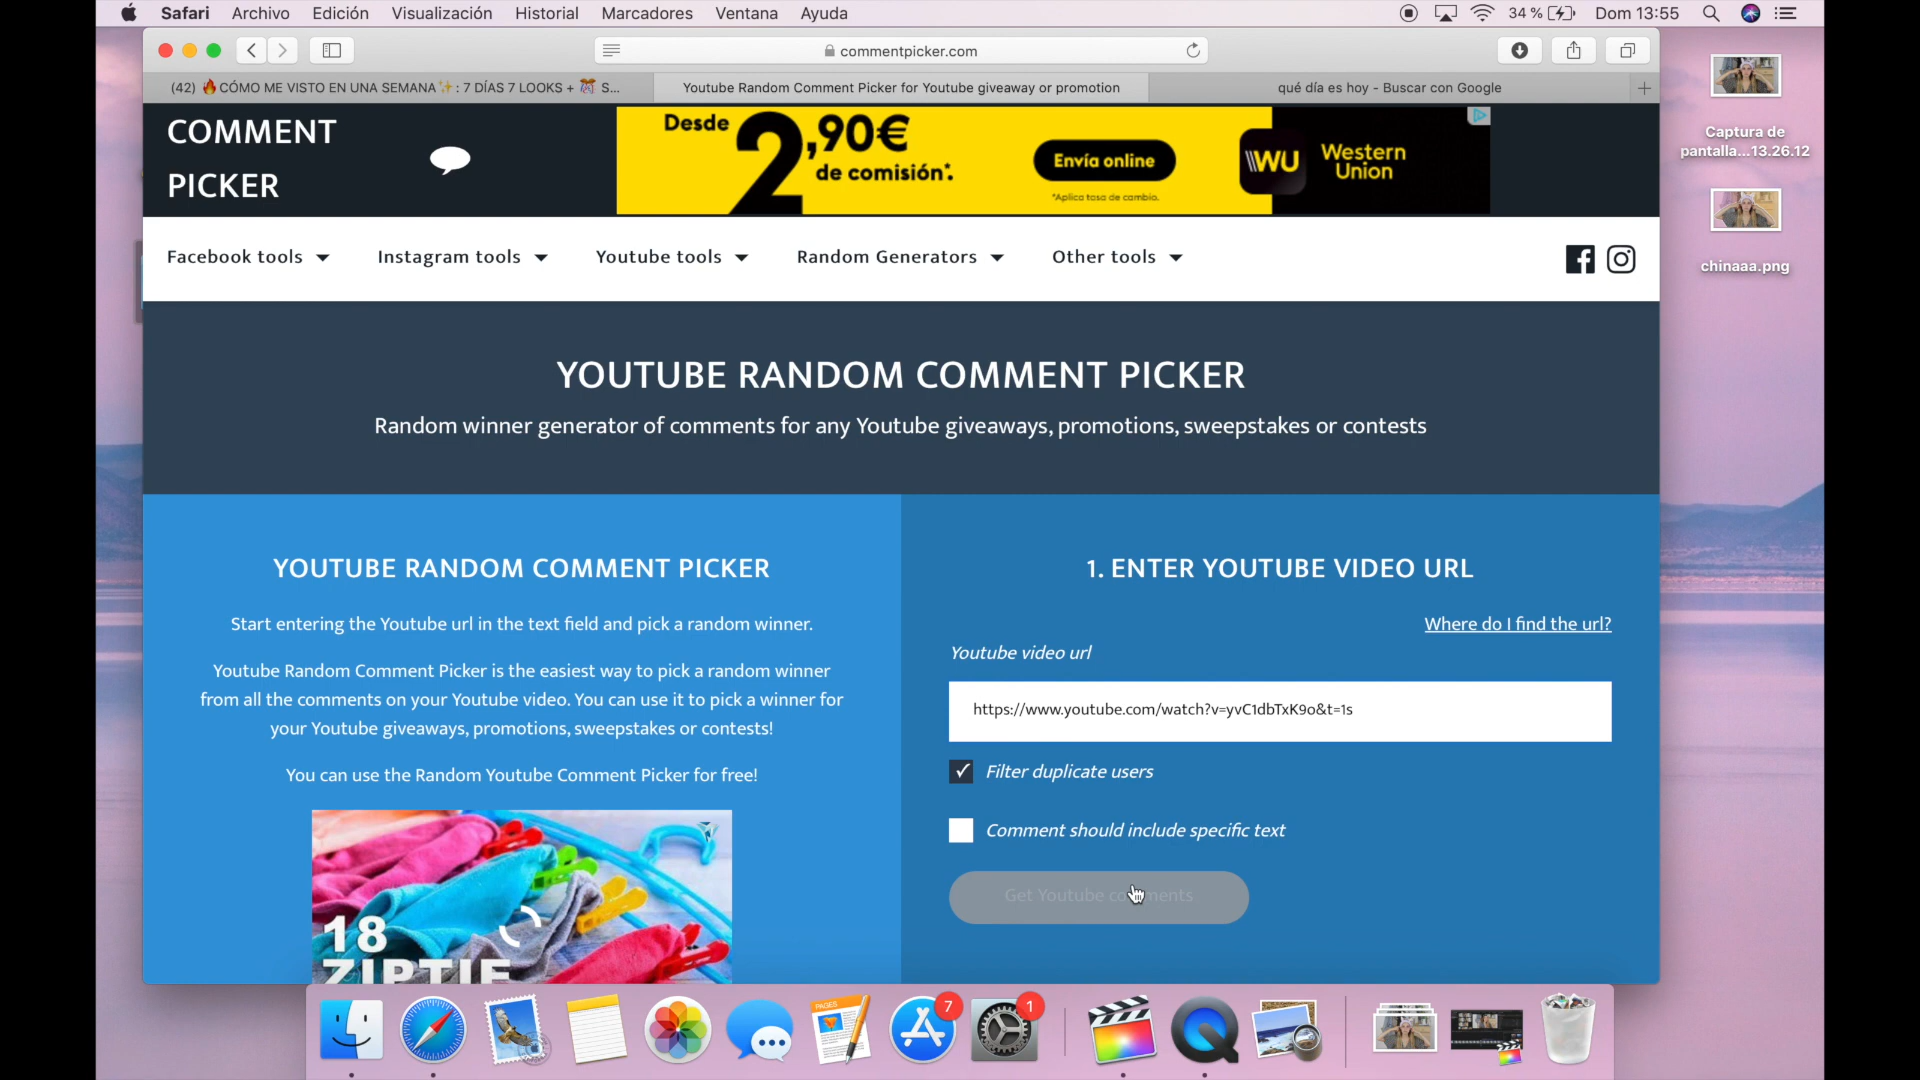 Safari Archivo Edición Visualización Historial Marcadores Ventana Ayuda 34 % Dom 13:55
commentpicker.com
(42) 🔥CÓMO ME VISTO EN UNA SEMANA✨: 7 DÍAS 7 LOOKS + 🎊 S...
Youtube Random Comment Picker for Youtube giveaway or promotion
qué día es hoy - Buscar con Google
COMMENT
PICKER
Desde
2,90€
de comisión*.
Envía online
*Aplica tasa de cambio.
WU
Western
Union
Facebook tools Instagram tools Youtube tools Random Generators Other tools
YOUTUBE RANDOM COMMENT PICKER
Random winner generator of comments for any Youtube giveaways, promotions, sweepstakes or contests
YOUTUBE RANDOM COMMENT PICKER
Start entering the Youtube url in the text field and pick a random winner.
Youtube Random Comment Picker is the easiest way to pick a random winner
from all the comments on your Youtube video. You can use it to pick a winner for
your Youtube giveaways, promotions, sweepstakes or contests!
You can use the Random Youtube Comment Picker for free!
18
ZIPTIE
1. ENTER YOUTUBE VIDEO URL
Where do I find the url?
Youtube video url
https://www.youtube.com/watch?v=yvC1dbTxK9o&t=1s
Filter duplicate users
Comment should include specific text
Get Youtube comments
Captura de
pantalla...13.26.12
chinaaa.png
PAGES
7
1